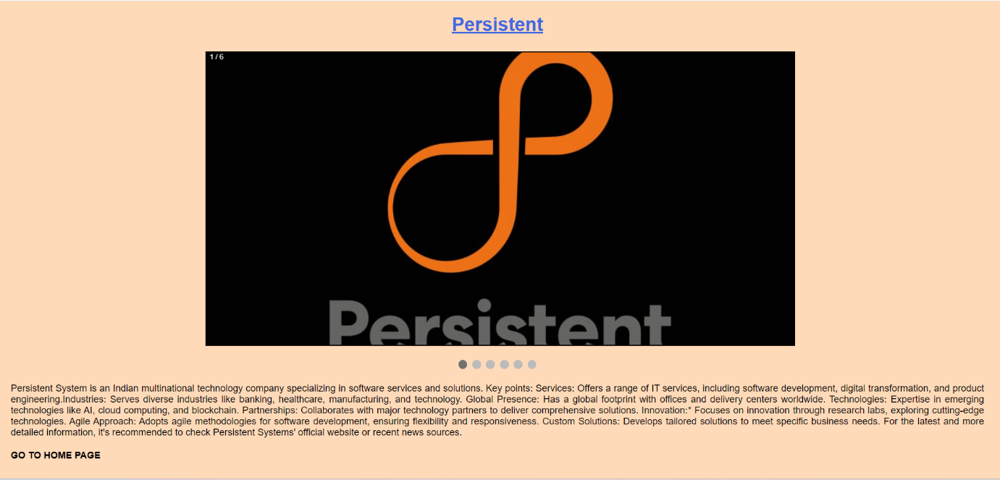 Persistent
1 / 6
Persistent
Persistent System is an Indian multinational technology company specializing in software services and solutions. Key points: Services: Offers a range of IT services, including software development, digital transformation, and product
engineering.Industries: Serves diverse industries like banking, healthcare, manufacturing, and technology. Global Presence: Has a global footprint with offices and delivery centers worldwide. Technologies: Expertise in emerging
technologies like AI, cloud computing, and blockchain. Partnerships: Collaborates with major technology partners to deliver comprehensive solutions. Innovation:* Focuses on innovation through research labs, exploring cutting-edge
technologies. Agile Approach: Adopts agile methodologies for software development, ensuring flexibility and responsiveness. Custom Solutions: Develops tailored solutions to meet specific business needs. For the latest and more
detailed information, it's recommended to check Persistent Systems' official website or recent news sources.
GO TO HOME PAGE